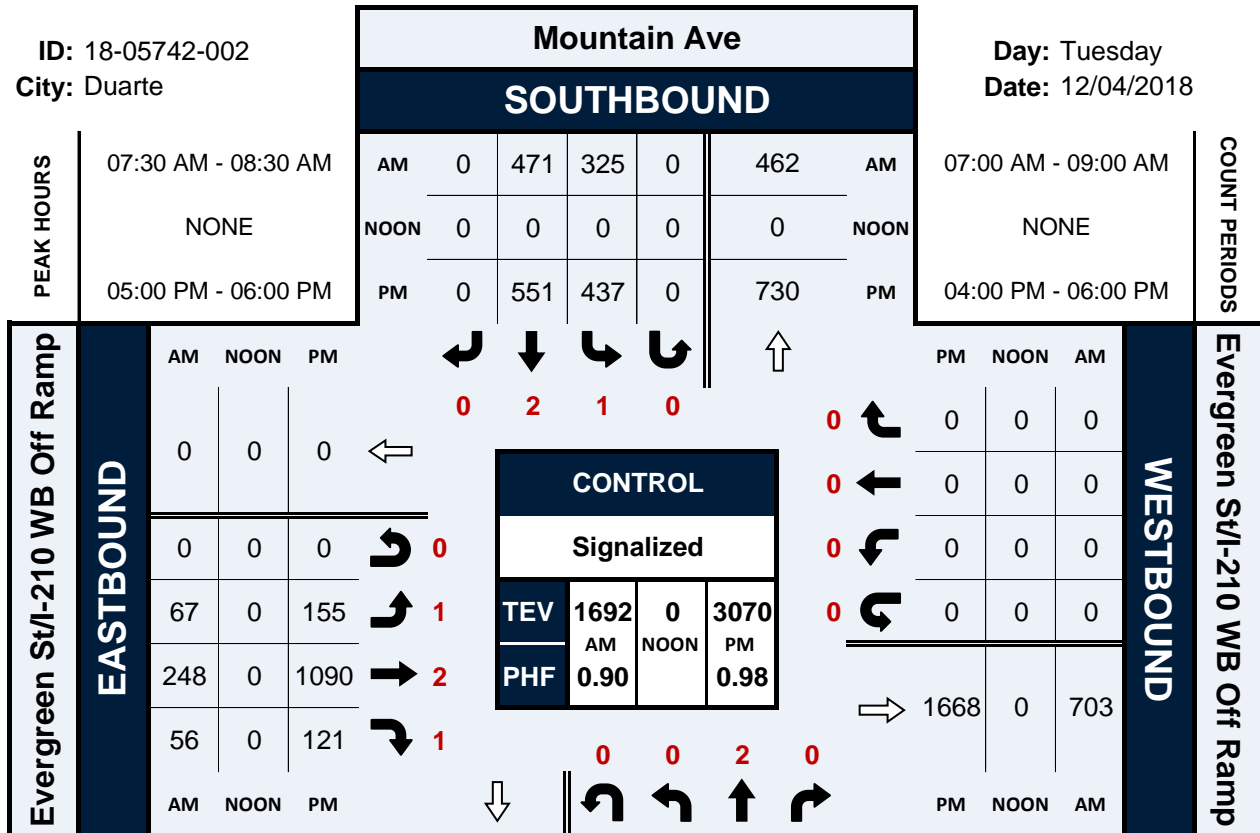 ID: 18-05742-002
City: Duarte
Mountain Ave
SOUTHBOUND
Day: Tuesday
Date: 12/04/2018
PEAK HOURS
07:30 AM - 08:30 AM
NONE
05:00 PM - 06:00 PM
AM 0 471 325 0 462 AM
NOON 0 0 0 0 0 NOON
PM 0 551 437 0 730 PM
07:00 AM - 09:00 AM
NONE
04:00 PM - 06:00 PM
COUNT PERIODS
0 2 1 0
Evergreen St/I-210 WB Off Ramp
EASTBOUND
AM NOON PM
0 0 0
0 0 0 0
67 0 155 1
248 0 1090 2
56 0 121 1
AM NOON PM
CONTROL
Signalized
TEV 1692 0 3070
AM NOON PM
PHF 0.90 0.98
PM NOON AM
0 0 0 0
0 0 0 0
0 0 0 0
0 0 0 0
1668 0 703
PM NOON AM
WESTBOUND
Evergreen St/I-210 WB Off Ramp
0 0 2 0